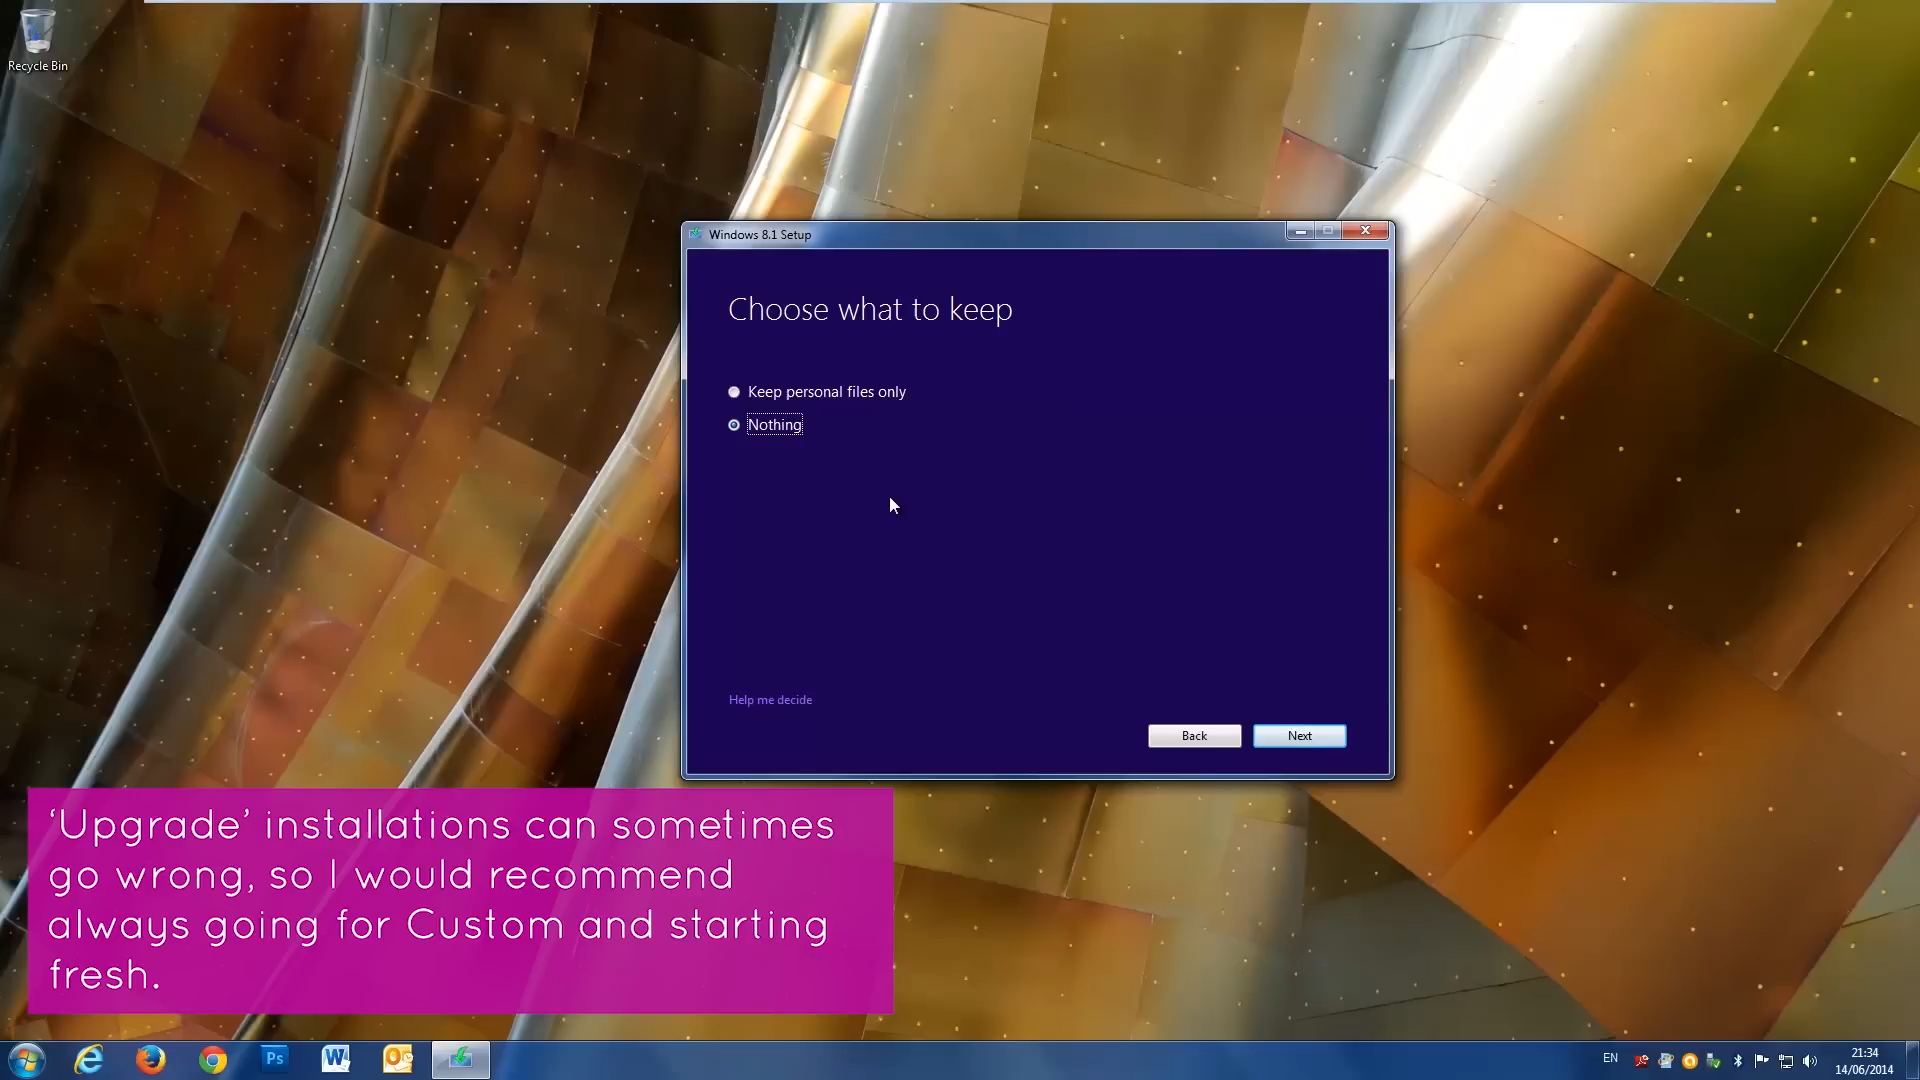 Recycle Bin
Windows 8.1 Setup
Choose what to keep
Keep personal files only
Nothing
Help me decide
Back
Next
‘Upgrade’ installations can sometimes
go wrong, so I would recommend
always going for Custom and starting
fresh.
Ps
EN
21:34
14/06/2014